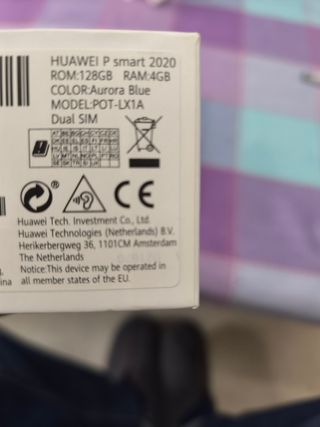 HUAWEI P smart 2020
ROM:128GB RAM:4GB
COLOR:Aurora Blue
MODEL:POT-LX1A
Dual SIM
CE
Huawei Tech. Investment Co., Ltd.
Huawei Technologies (Netherlands) B.V.
Herikerbergweg 36, 1101CM Amsterdam
The Netherlands
Notice:This device may be operated in
all member states of the EU.